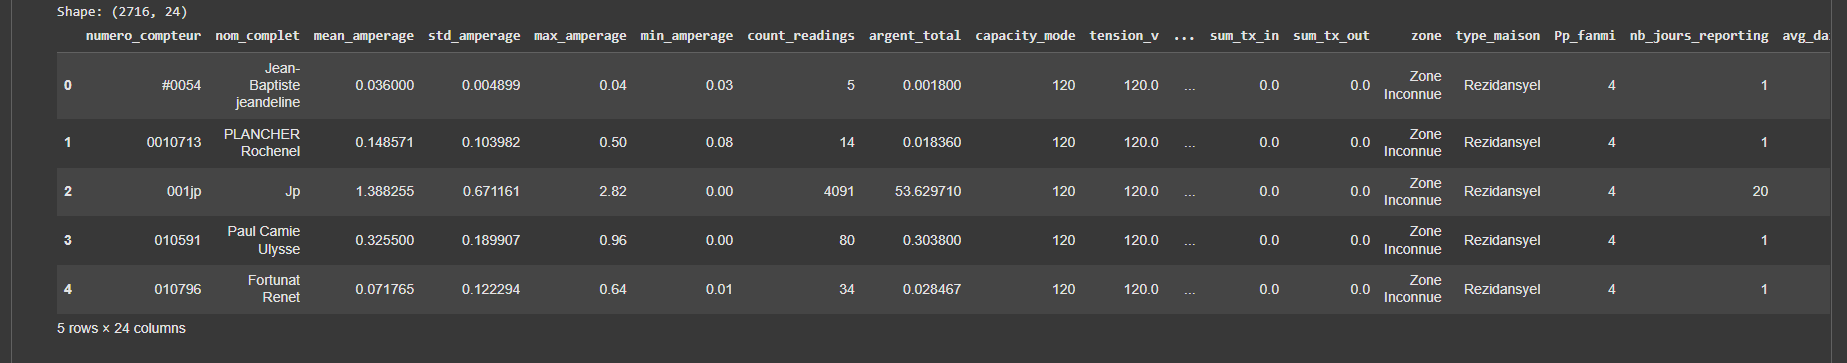 Shape: (2716, 24)
numero_compteur nom_complet mean_amperage std_amperage max_amperage min_amperage count_readings argent_total capacity_mode tension_v ... sum_tx_in sum_tx_out zone type_maison Pp_fanmi nb_jours_reporting avg_dai
0 #0054 Jean-Baptiste jeandeline 0.036000 0.004899 0.04 0.03 5 0.001800 120 120.0 ... 0.0 0.0 Zone Inconnue Rezidansyel 4 1
1 0010713 PLANCHER Rochenel 0.148571 0.103982 0.50 0.08 14 0.018360 120 120.0 ... 0.0 0.0 Zone Inconnue Rezidansyel 4 1
2 001jp Jp 1.388255 0.671161 2.82 0.00 4091 53.629710 120 120.0 ... 0.0 0.0 Zone Inconnue Rezidansyel 4 20
3 010591 Paul Camie Ulysse 0.325500 0.189907 0.96 0.00 80 0.303800 120 120.0 ... 0.0 0.0 Zone Inconnue Rezidansyel 4 1
4 010796 Fortunat Renet 0.071765 0.122294 0.64 0.01 34 0.028467 120 120.0 ... 0.0 0.0 Zone Inconnue Rezidansyel 4 1
5 rows × 24 columns